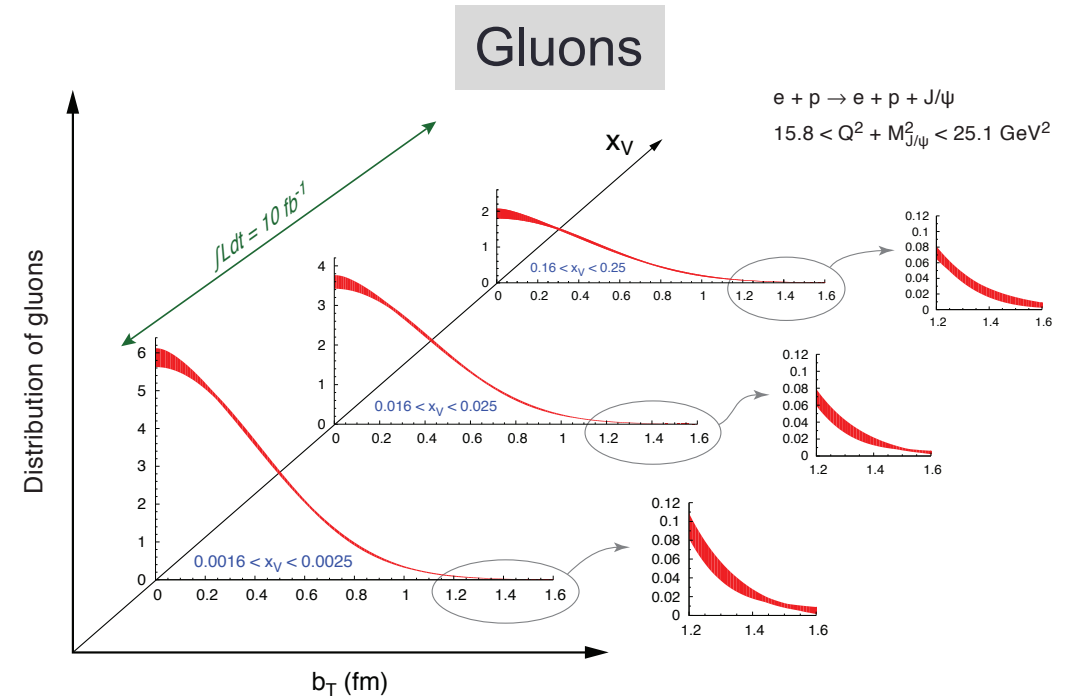 Gluons
e + p → e + p + J/ψ
15.8 < Q² + M²J/ψ < 25.1 GeV²
∫Ldt = 10 fb⁻¹
xV
Distribution of gluons
bT (fm)
2
1
0
0.16 < xV < 0.25
0 0.2 0.4 0.6 0.8 1 1.2 1.4 1.6
0.12
0.1
0.08
0.06
0.04
0.02
0
1.2 1.4 1.6
4
3
2
1
0
0.016 < xV < 0.025
0 0.2 0.4 0.6 0.8 1 1.2 1.4 1.6
0.12
0.1
0.08
0.06
0.04
0.02
0
1.2 1.4 1.6
6
5
4
3
2
1
0
0.0016 < xV < 0.0025
0 0.2 0.4 0.6 0.8 1 1.2 1.4 1.6
0.12
0.1
0.08
0.06
0.04
0.02
0
1.2 1.4 1.6